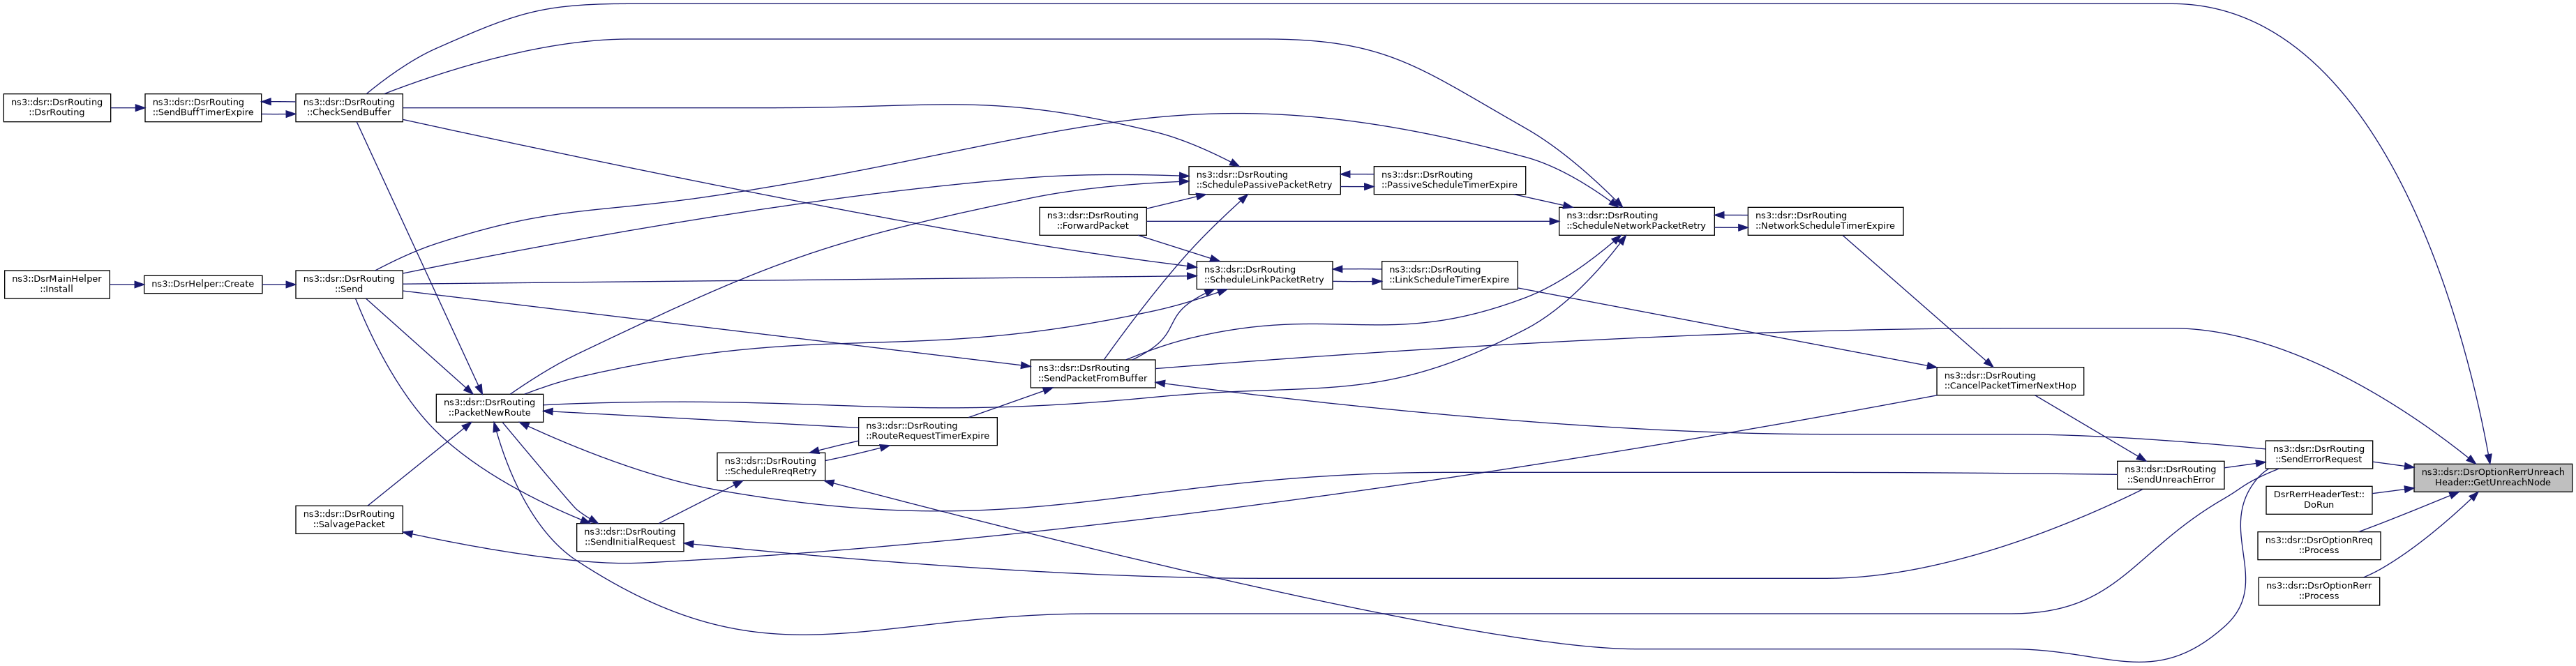 ns3::dsr::DsrRouting
::DsrRouting
ns3::dsr::DsrRouting
::SendBuffTimerExpire
ns3::dsr::DsrRouting
::CheckSendBuffer
ns3::dsr::DsrRouting
::SchedulePassivePacketRetry
ns3::dsr::DsrRouting
::PassiveScheduleTimerExpire
ns3::dsr::DsrRouting
::ForwardPacket
ns3::dsr::DsrRouting
::ScheduleNetworkPacketRetry
ns3::dsr::DsrRouting
::NetworkScheduleTimerExpire
ns3::DsrMainHelper
::Install
ns3::DsrHelper::Create
ns3::dsr::DsrRouting
::Send
ns3::dsr::DsrRouting
::ScheduleLinkPacketRetry
ns3::dsr::DsrRouting
::LinkScheduleTimerExpire
ns3::dsr::DsrRouting
::SendPacketFromBuffer
ns3::dsr::DsrRouting
::CancelPacketTimerNextHop
ns3::dsr::DsrRouting
::PacketNewRoute
ns3::dsr::DsrRouting
::RouteRequestTimerExpire
ns3::dsr::DsrRouting
::ScheduleRreqRetry
ns3::dsr::DsrRouting
::SendUnreachError
ns3::dsr::DsrRouting
::SendErrorRequest
ns3::dsr::DsrOptionRerrUnreach
Header::GetUnreachNode
DsrRerrHeaderTest::
DoRun
ns3::dsr::DsrRouting
::SalvagePacket
ns3::dsr::DsrRouting
::SendInitialRequest
ns3::dsr::DsrOptionRreq
::Process
ns3::dsr::DsrOptionRerr
::Process